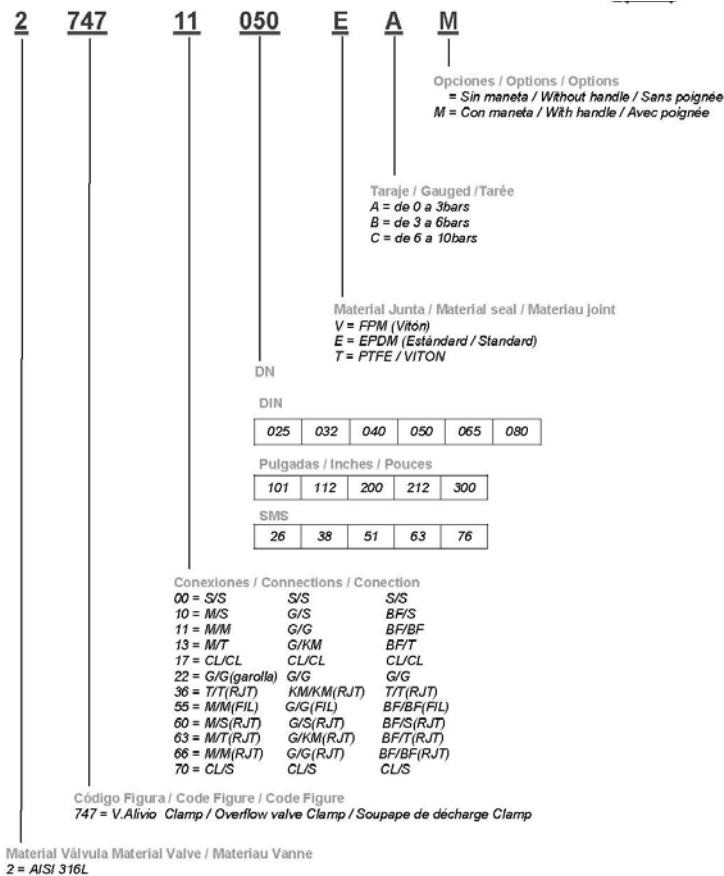 2 747 11 050 E A M
Opciones / Options / Options
= Sin maneta / Without handle / Sans poignée
M = Con maneta / With handle / Avec poignée
Taraje / Gauged /Tarée
A = de 0 a 3bars
B = de 3 a 6bars
C = de 6 a 10bars
Material Junta / Material seal / Materiau joint
V = FPM (Vitón)
E = EPDM (Estándard / Standard)
T = PTFE / VITON
DN
DIN
025 032 040 050 065 080
Pulgadas / Inches / Pouces
101 112 200 212 300
SMS
26 38 51 63 76
Conexiones / Connections / Conection
00 = S/S S/S S/S
10 = M/S G/S BF/S
11 = M/M G/G BF/BF
13 = M/T G/KM BF/T
17 = CL/CL CL/CL CL/CL
22 = G/G(garolla) G/G G/G
36 = T/T(RJT) KM/KM(RJT) T/T(RJT)
55 = M/M(FIL) G/G(FIL) BF/BF(FIL)
60 = M/S(RJT) G/S(RJT) BF/S(RJT)
63 = M/T(RJT) G/KM(RJT) BF/T(RJT)
66 = M/M(RJT) G/G(RJT) BF/BF(RJT)
70 = CL/S CL/S CL/S
Código Figura / Code Figure / Code Figure
747 = V.Alivio Clamp / Overflow valve Clamp / Soupape de décharge Clamp
Material Válvula Material Valve / Materiau Vanne
2 = AISI 316L